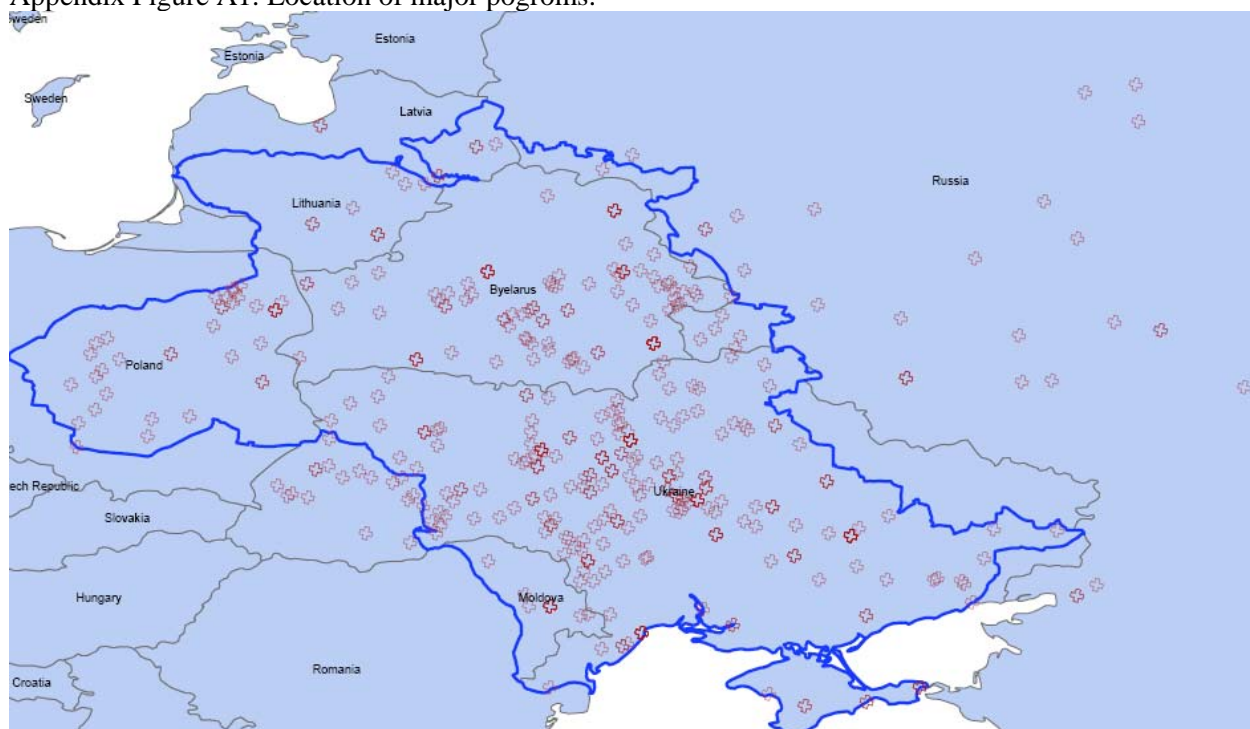 Appendix Figure A1. Location of major pogroms.
Sweden
Estonia
Estonia
Sweden
Latvia
Russia
Lithuania
Byelarus
Poland
ech Republic
Ukraine
Slovakia
Hungary
Moldova
Romania
Croatia